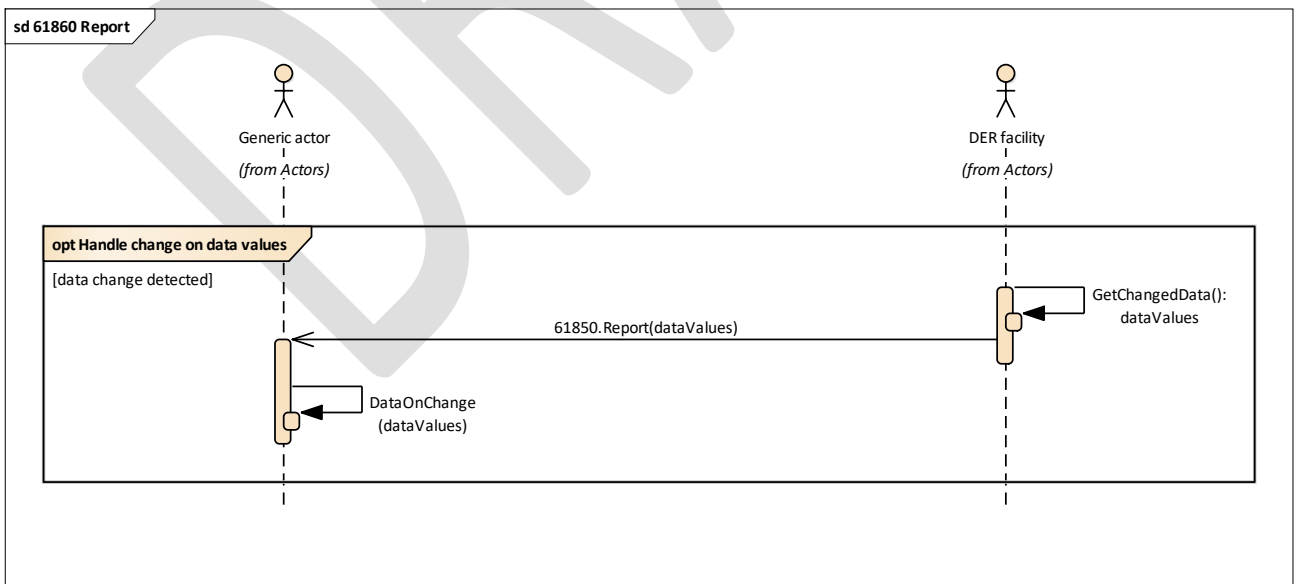 sd 61860 Report
Generic actor
(from Actors)
DER facility
(from Actors)
opt Handle change on data values
[data change detected]
GetChangedData():
dataValues
61850.Report(dataValues)
DataOnChange
(dataValues)